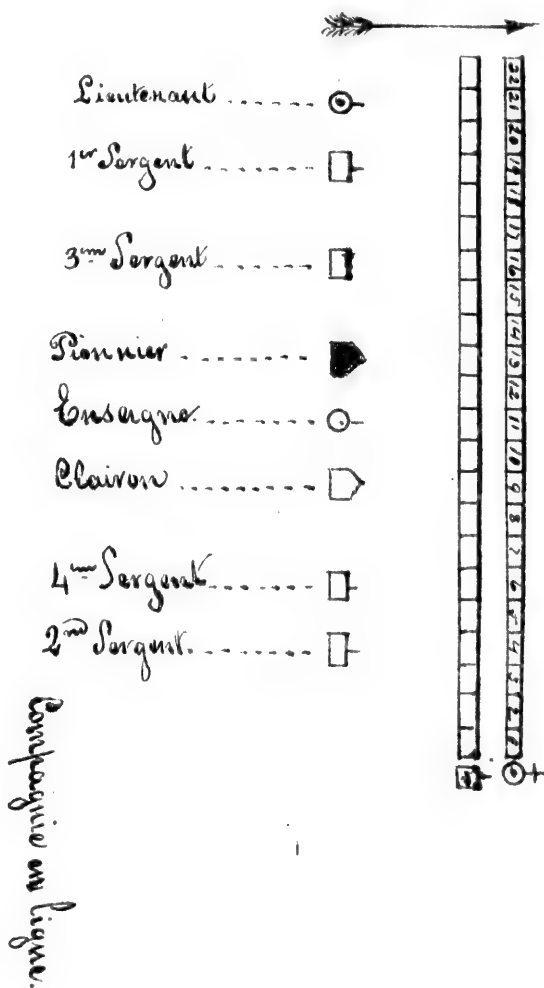 Lieutenant
1er Sergent
3me Sergent
Pionnier
Enseigne.
Clairon
4me Sergent
2nd Sergent.
22 21 20 19 18 17 16 15 14 13 12 11 10 9 8 7 6 5 4 3 2 1
Compagnie en ligne.